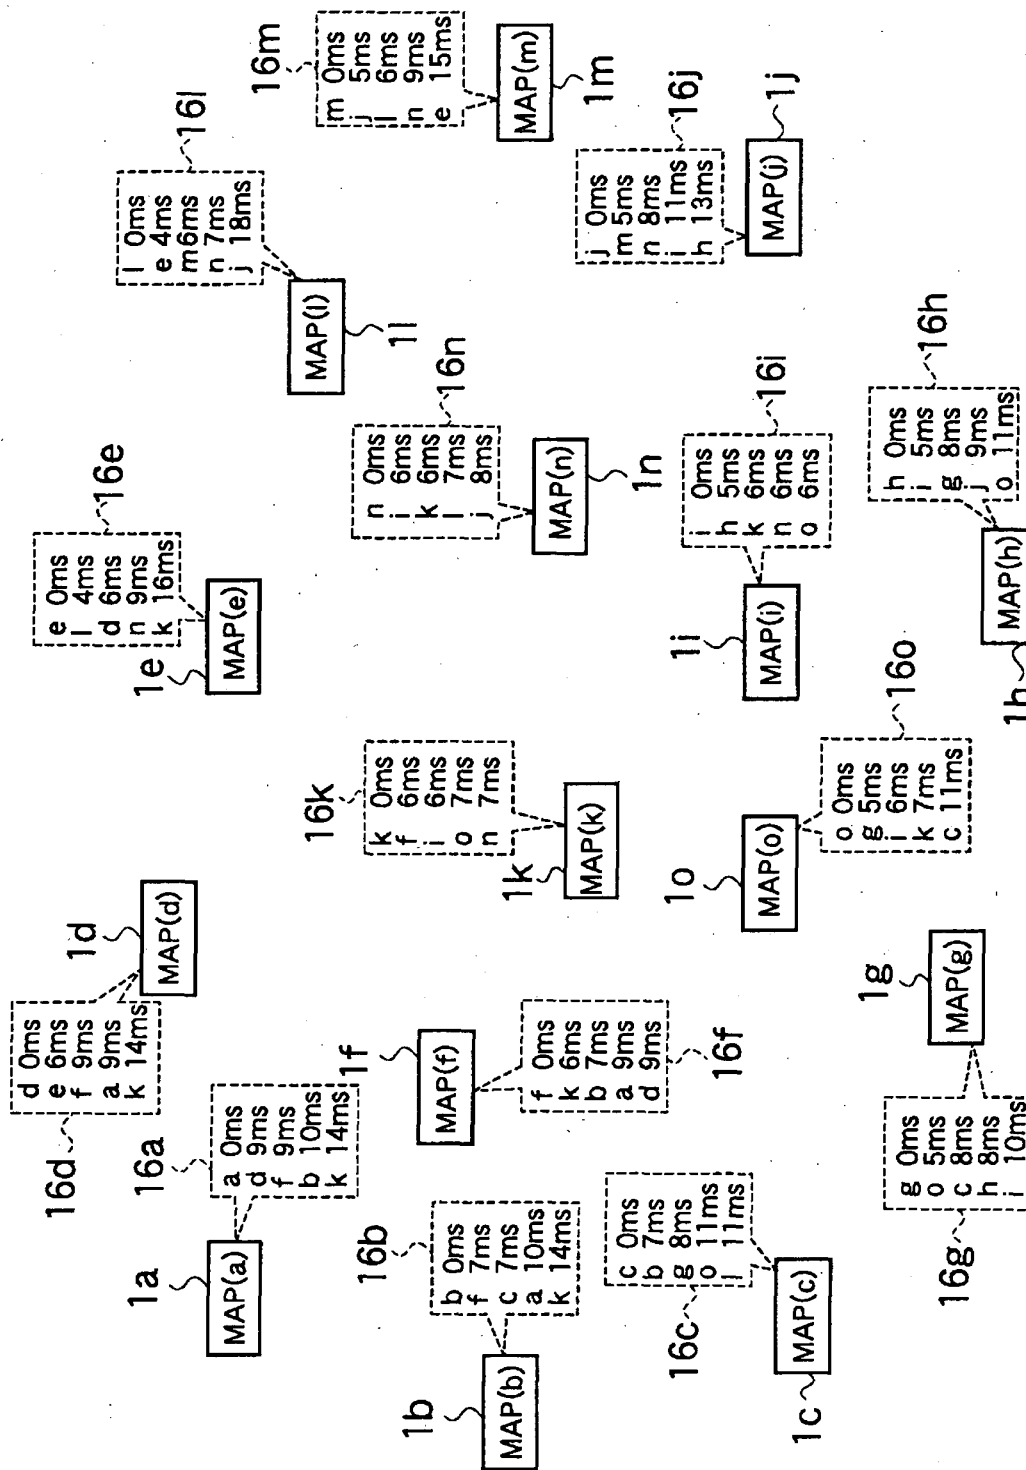 16d
d 0ms
e 6ms
f 9ms
a 9ms
k 14ms
1d
MAP(d)
16e
e 0ms
l 4ms
d 6ms
n 9ms
k 16ms
1e
MAP(e)
16l
l 0ms
e 4ms
m 6ms
n 7ms
j 18ms
MAP(l)
1l
16a
a 0ms
d 9ms
f 9ms
b 10ms
k 14ms
1a
MAP(a)
16m
m 0ms
j 5ms
l 6ms
n 9ms
e 15ms
MAP(m)
1m
1f
MAP(f)
f 0ms
k 6ms
b 7ms
a 9ms
d 9ms
16f
16k
k 0ms
f 6ms
i 6ms
o 7ms
n 7ms
1k
MAP(k)
16n
n 0ms
i 6ms
k 6ms
l 7ms
j 8ms
MAP(n)
1n
16b
b 0ms
f 7ms
c 7ms
a 10ms
k 14ms
1b
MAP(b)
16j
j 0ms
m 5ms
n 8ms
i 11ms
h 13ms
MAP(j)
1j
c 0ms
b 7ms
g 8ms
o 11ms
11ms
16c
MAP(c)
1c
16i
i 0ms
h 5ms
k 6ms
n 6ms
o 6ms
1i
MAP(i)
1o
MAP(o)
o 0ms
g 5ms
i 6ms
k 7ms
c 11ms
16o
1g
MAP(g)
g 0ms
o 5ms
c 8ms
h 8ms
i 10ms
16g
16h
h 0ms
i 5ms
g 8ms
j 9ms
o 11ms
MAP(h)
1h